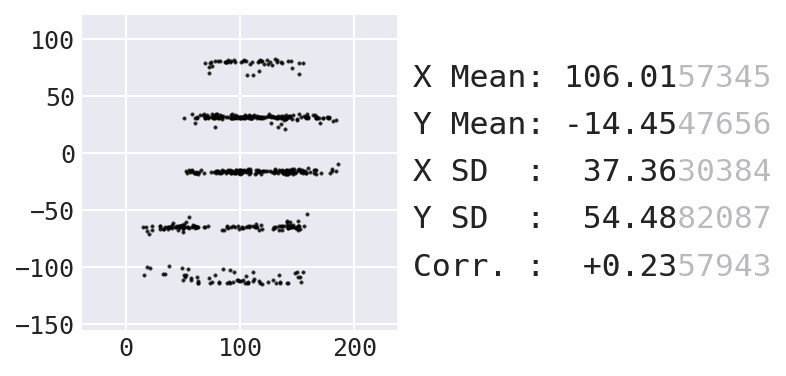 100
50
0
−50
−100
−150
0 100 200
X Mean: 106.0157345
Y Mean: -14.4547656
X SD : 37.3630384
Y SD : 54.4882087
Corr. : +0.2357943